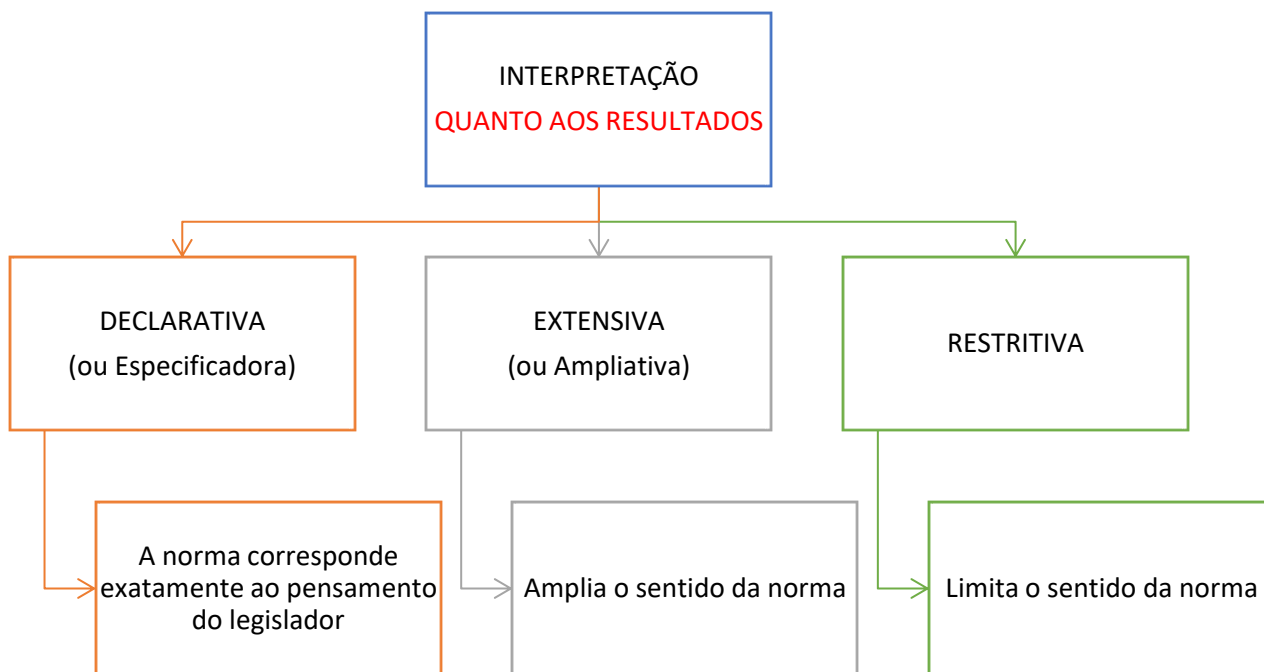 INTERPRETAÇÃO
QUANTO AOS RESULTADOS
DECLARATIVA
(ou Especificadora)
EXTENSIVA
(ou Ampliativa)
RESTRITIVA
A norma corresponde
exatamente ao pensamento
do legislador
Amplia o sentido da norma
Limita o sentido da norma